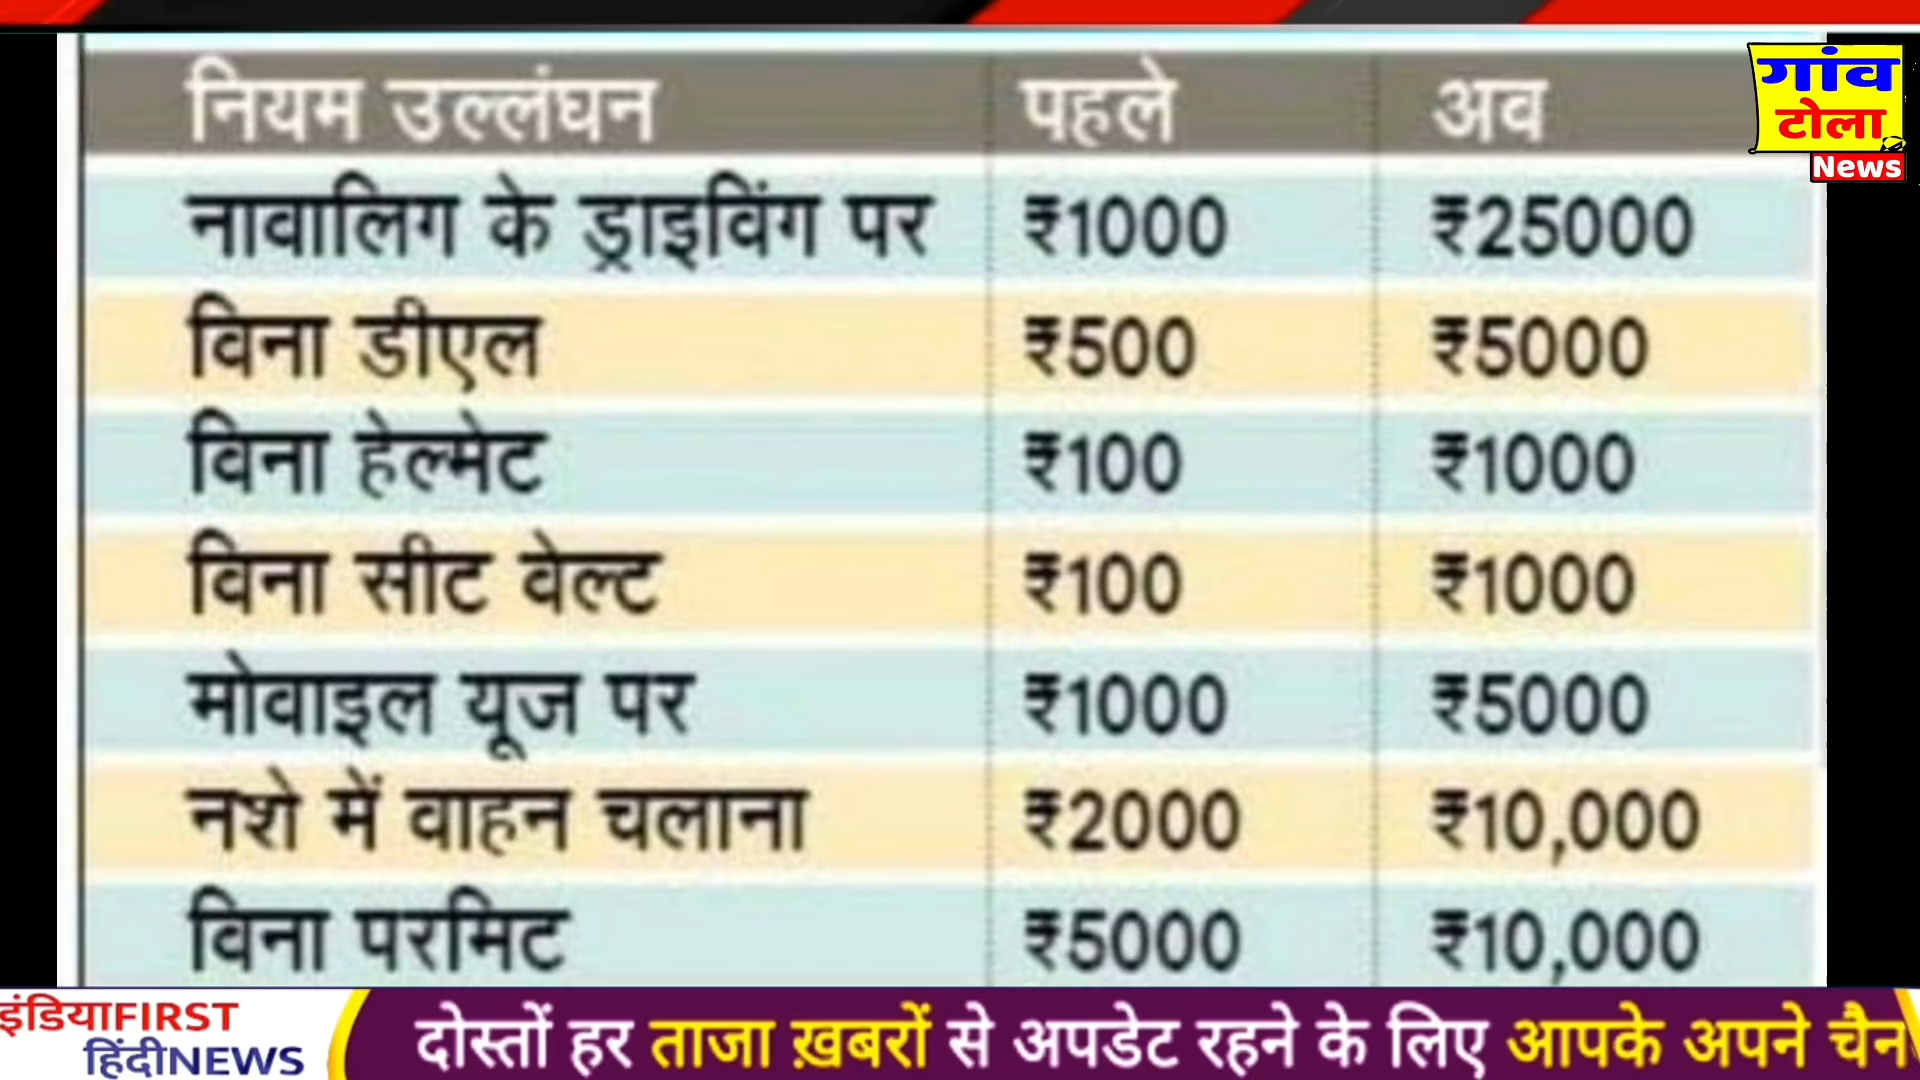 नियम उल्लंघन पहले अव
नावालिग के ड्राइविंग पर ₹1000 ₹25000
विना डीएल ₹500 ₹5000
विना हेल्मेट ₹100 ₹1000
विना सीट वेल्ट ₹100 ₹1000
मोवाइल यूज पर ₹1000 ₹5000
नशे में वाहन चलाना ₹2000 ₹10,000
विना परमिट ₹5000 ₹10,000
गांव
टोला
News
इंडियाFIRST
हिंदीNEWS
दोस्तों हर ताजा ख़बरों से अपडेट रहने के लिए आपके अपने चैन